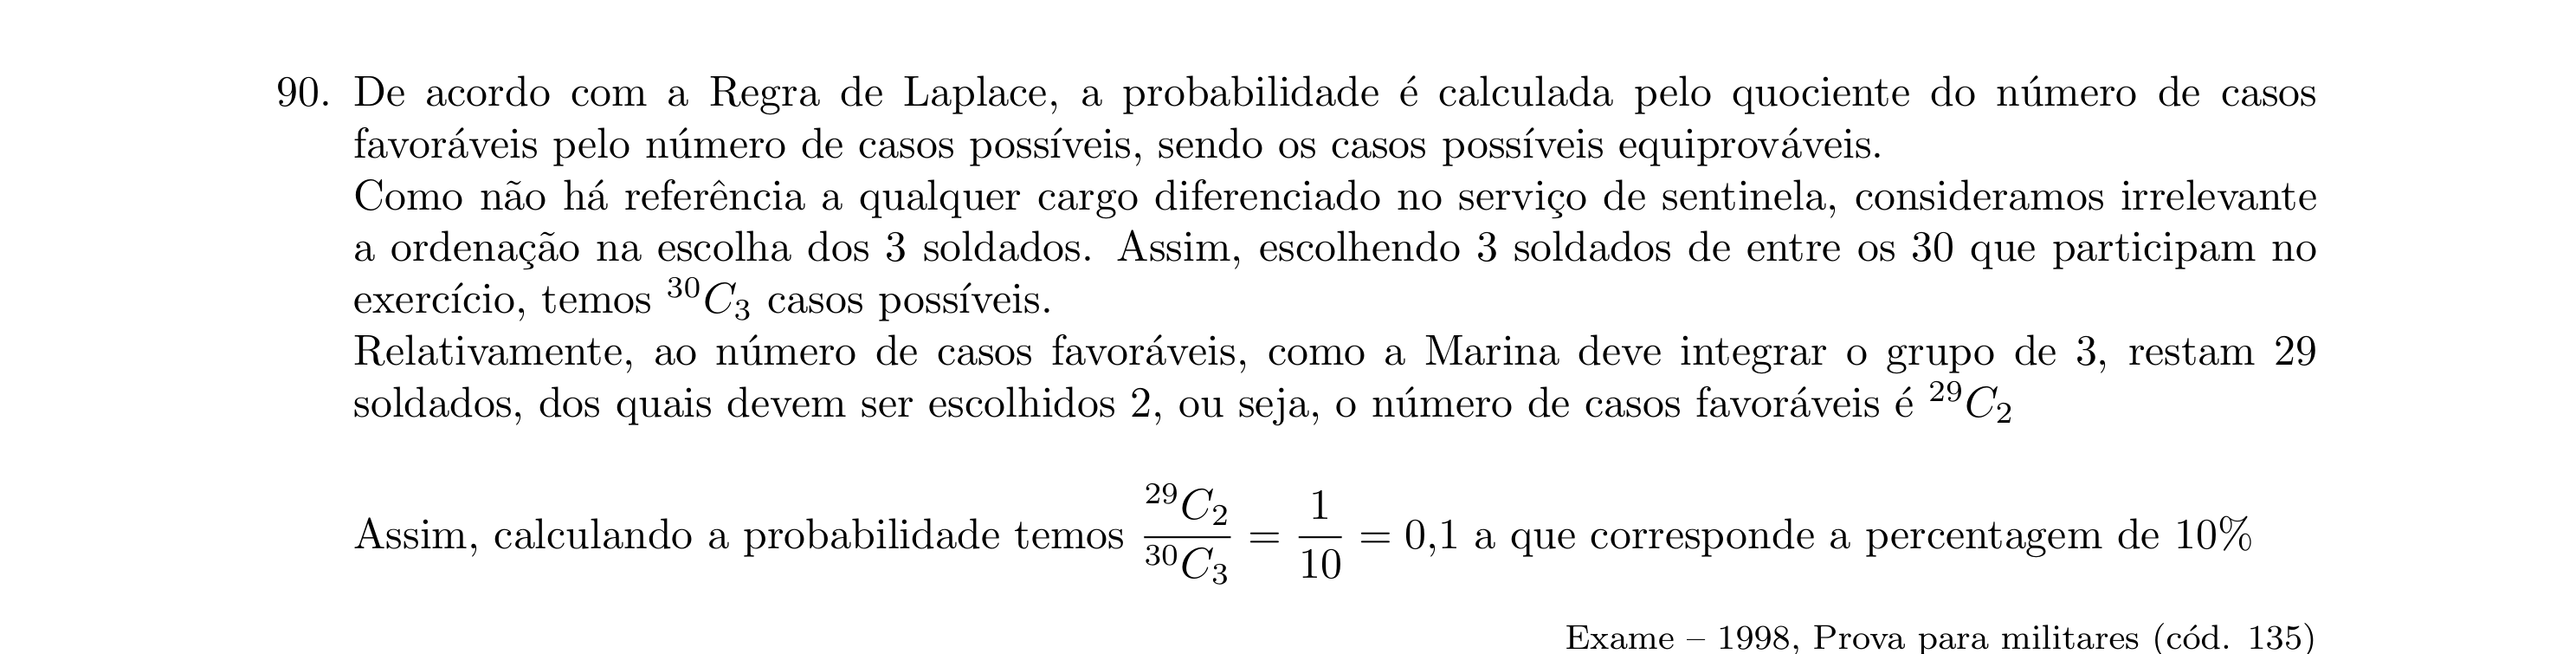 90. De acordo com a Regra de Laplace, a probabilidade é calculada pelo quociente do número de casos
favoráveis pelo número de casos possíveis, sendo os casos possíveis equiprováveis.
Como não há referência a qualquer cargo diferenciado no serviço de sentinela, consideramos irrelevante
a ordenação na escolha dos 3 soldados. Assim, escolhendo 3 soldados de entre os 30 que participam no
exercício, temos $^{30}C_3$ casos possíveis.
Relativamente, ao número de casos favoráveis, como a Marina deve integrar o grupo de 3, restam 29
soldados, dos quais devem ser escolhidos 2, ou seja, o número de casos favoráveis é $^{29}C_2$
Assim, calculando a probabilidade temos $\frac{^{29}C_2}{^{30}C_3} = \frac{1}{10} = 0,1$ a que corresponde a percentagem de 10%
Exame – 1998, Prova para militares (cód. 135)